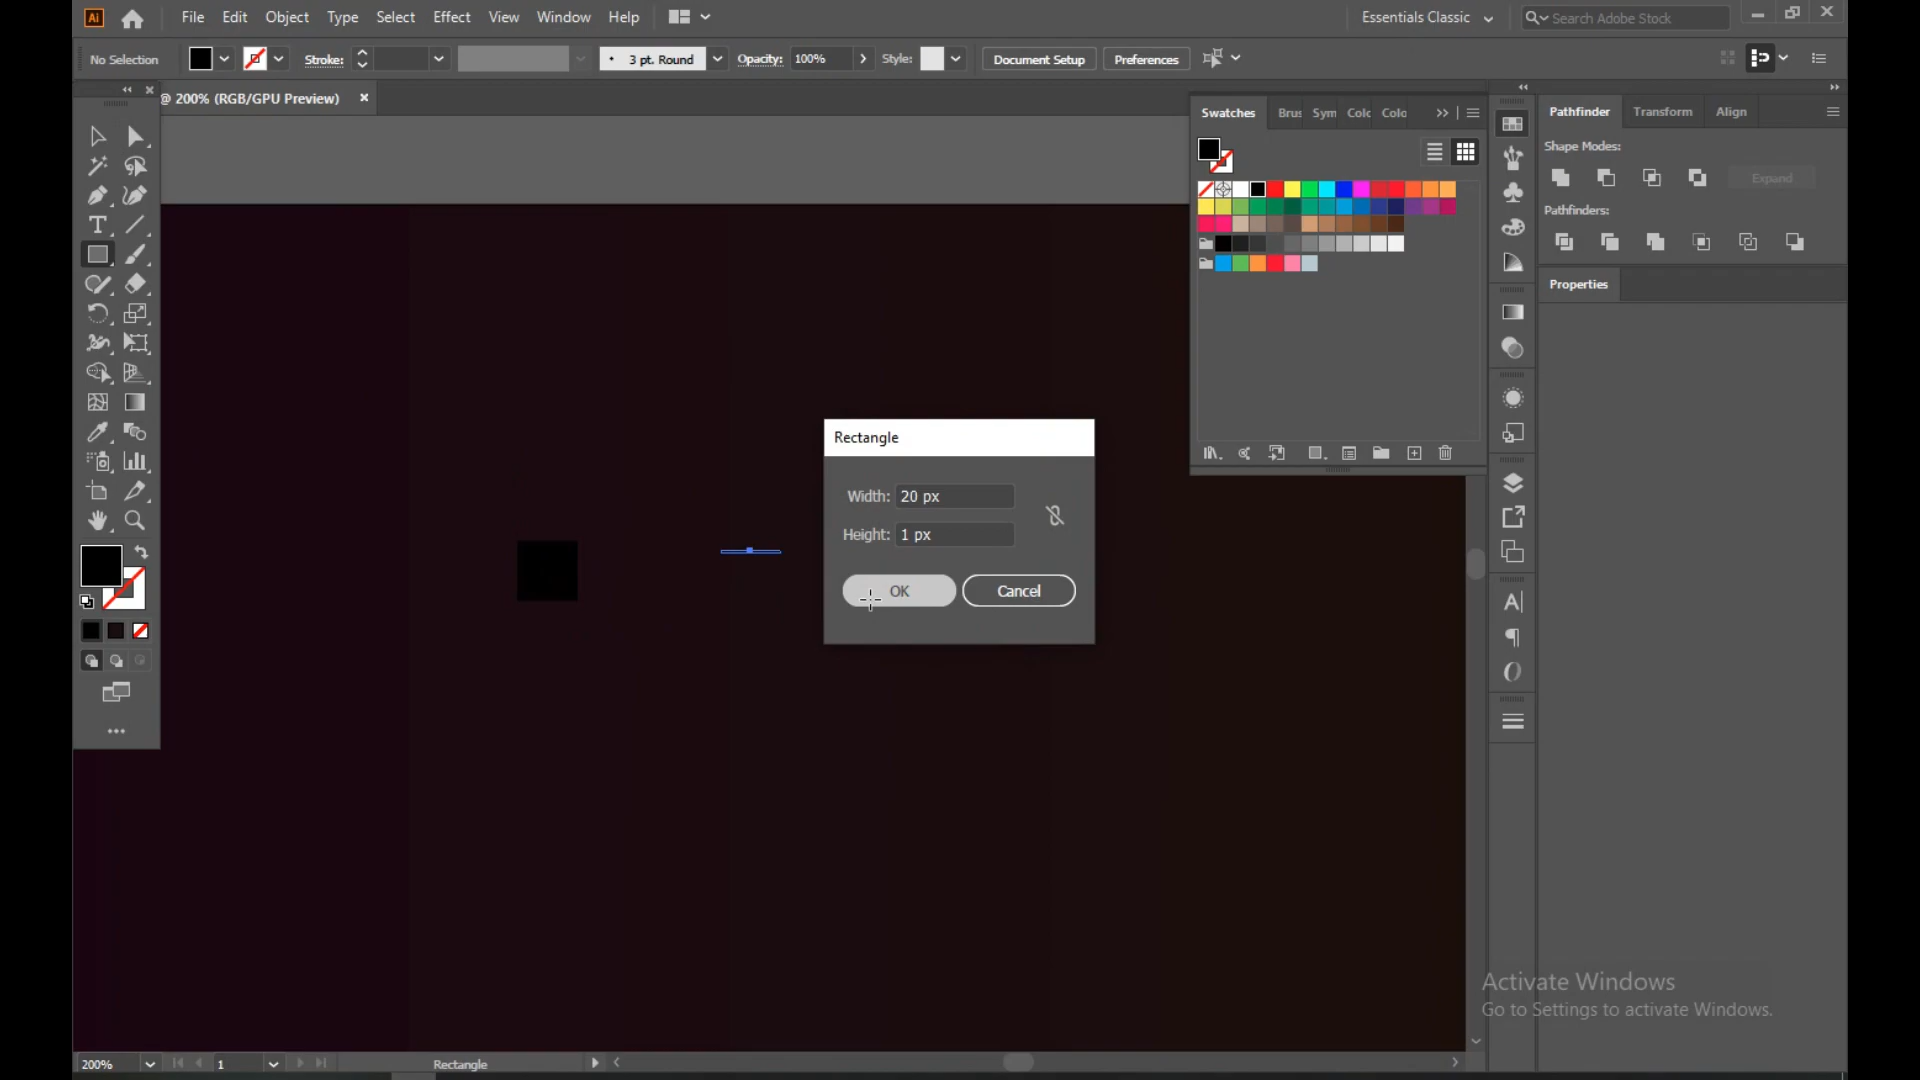 Ai
File Edit Object Type Select Effect View Window Help
Essentials Classic
Search Adobe Stock
No Selection
Stroke:
3 pt. Round
Opacity: 100%
Style:
Document Setup
Preferences
@ 200% (RGB/GPU Preview)
Swatches Brus Sym Colc Colo
Pathfinder Transform Align
Shape Modes:
Expand
Pathfinders:
Properties
Rectangle
Width: 20 px
Height: 1 px
OK Cancel
Activate Windows
Go to Settings to activate Windows.
200%
1
Rectangle